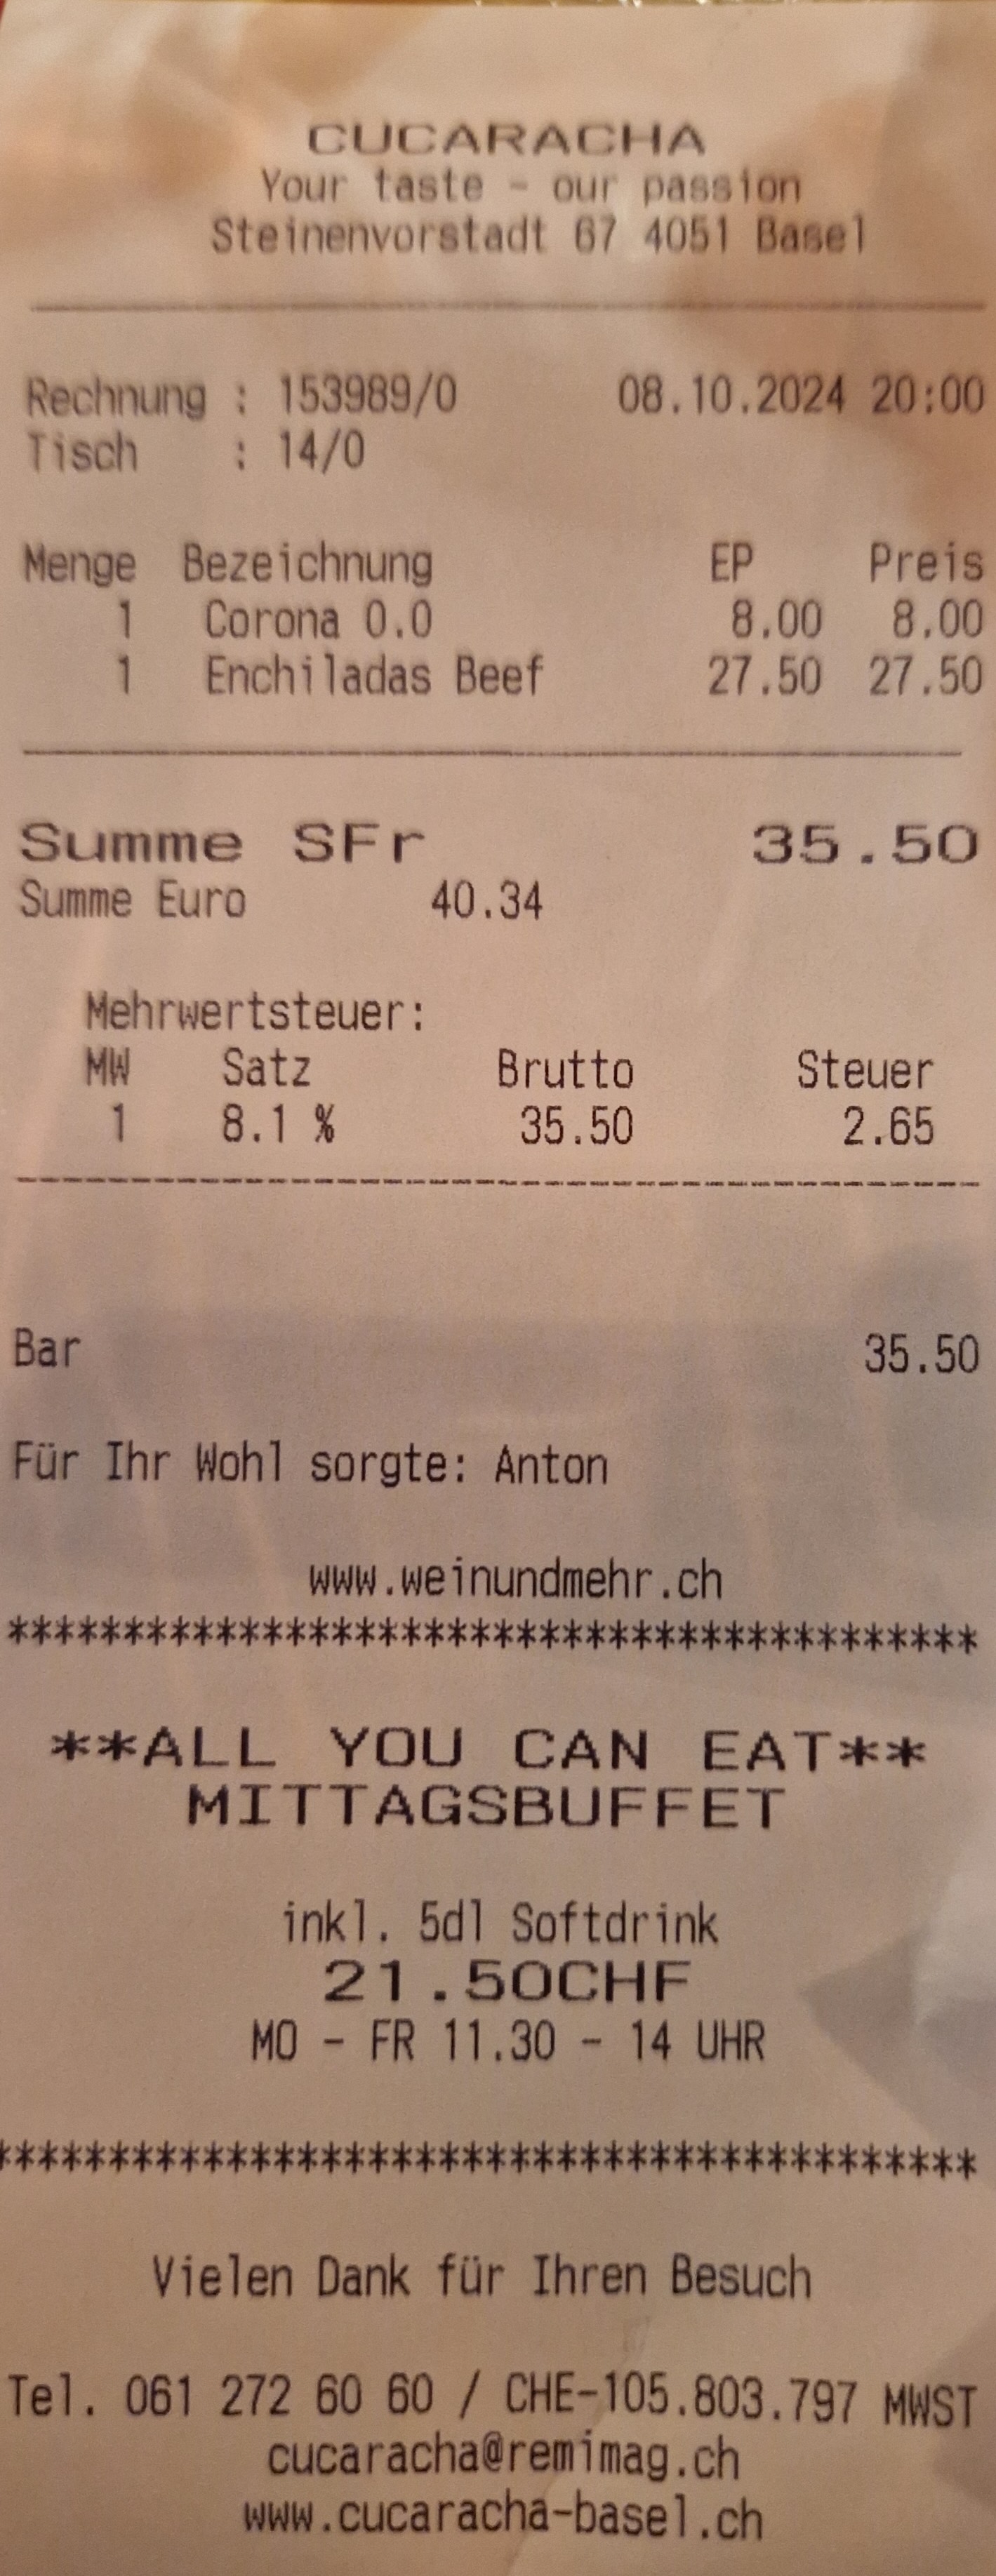 CUCARACHA
Your taste - our passion
Steinenvorstadt 67 4051 Basel
Rechnung : 153989/0 08.10.2024 20:00
Tisch : 14/0
Menge Bezeichnung EP Preis
1 Corona 0.0 8.00 8.00
1 Enchiladas Beef 27.50 27.50
Summe SFr 35.50
Summe Euro 40.34
Mehrwertsteuer:
MW Satz Brutto Steuer
1 8.1 % 35.50 2.65
Bar 35.50
Für Ihr Wohl sorgte: Anton
www.weinundmehr.ch
******************************************
**ALL YOU CAN EAT**
MITTAGSBUFFET
inkl. 5dl Softdrink
21.50CHF
MO - FR 11.30 - 14 UHR
******************************************
Vielen Dank für Ihren Besuch
Tel. 061 272 60 60 / CHE-105.803.797 MWST
cucaracha@remimag.ch
www.cucaracha-basel.ch